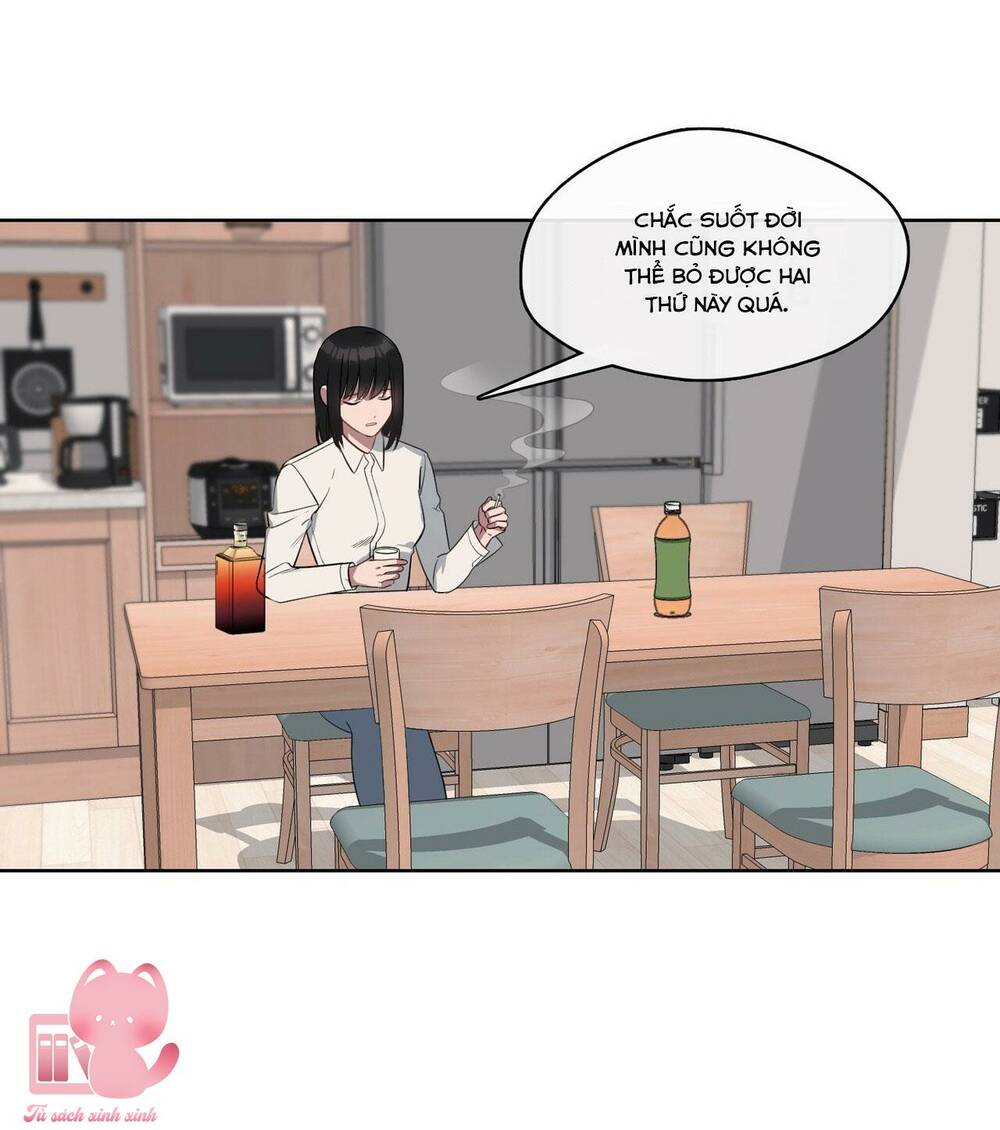 CHẮC SUỐT ĐỜI
MÌNH CŨNG KHÔNG
THỂ BỎ ĐƯỢC HAI
THỨ NÀY QUÁ.
Tủ sách xinh xinh